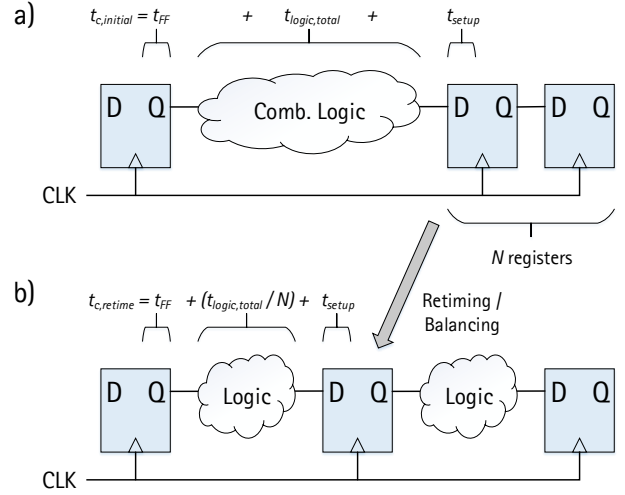 a)
t_c,initial = t_FF + t_logic,total + t_setup
D Q Comb. Logic D Q D Q
CLK
N registers
Retiming /
Balancing
b)
t_c,retime = t_FF + (t_logic,total / N) + t_setup
D Q Logic D Q Logic D Q
CLK